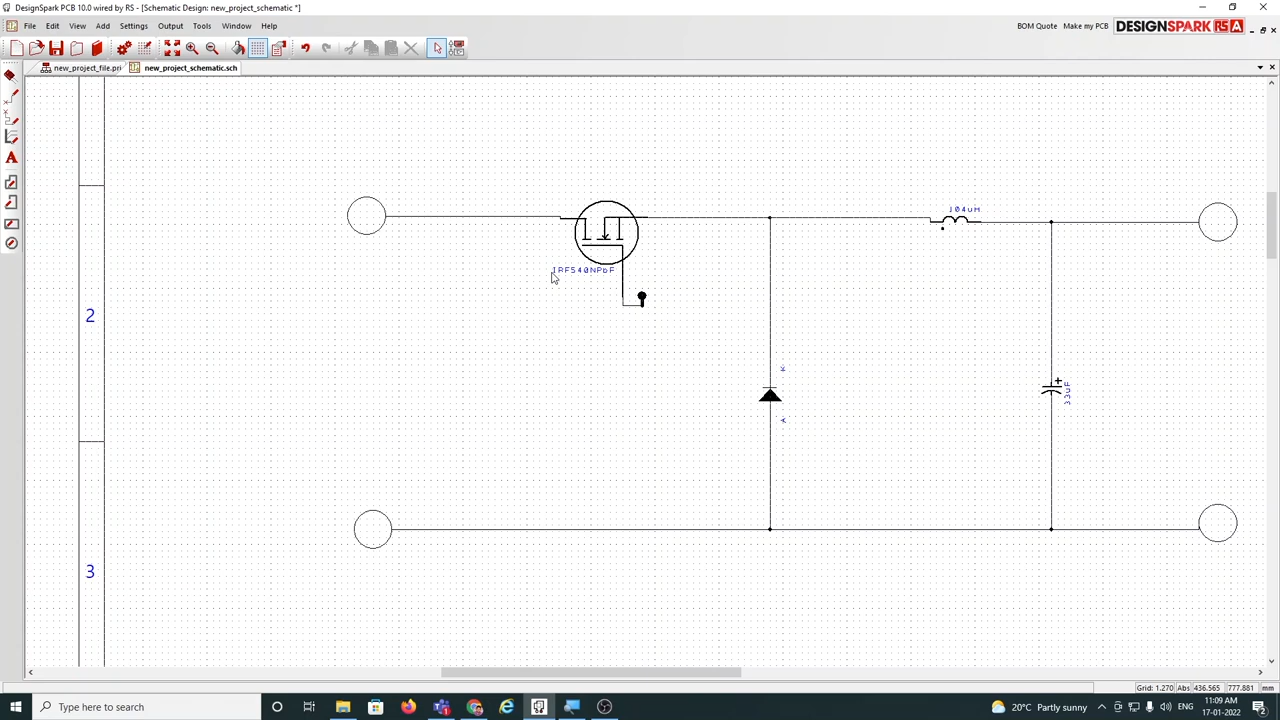 DesignSpark PCB 10.0 wired by RS - [Schematic Design: new_project_schematic *]
File Edit View Add Settings Output Tools Window Help
BOM Quote Make my PCB DESIGNSPARK RS
new_project_file.prj new_project_schematic.sch
104uH
IRF540NPbF
2
K
33uF
A
3
Grid: 1.270 Abs 436.565 777.881 mm
Type here to search
20°C Partly sunny ENG 11:09 AM
17-01-2022
2